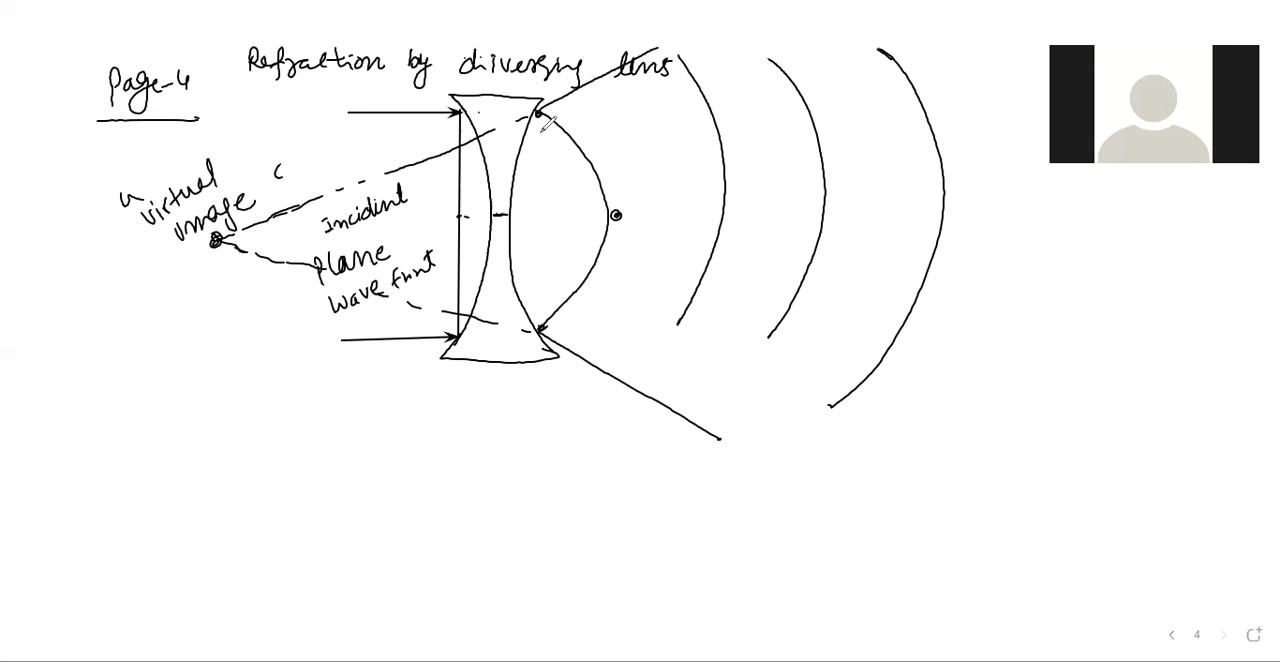 Page-4
Refraction by diverging lens
virtual
image
Incident
plane
wave front
4